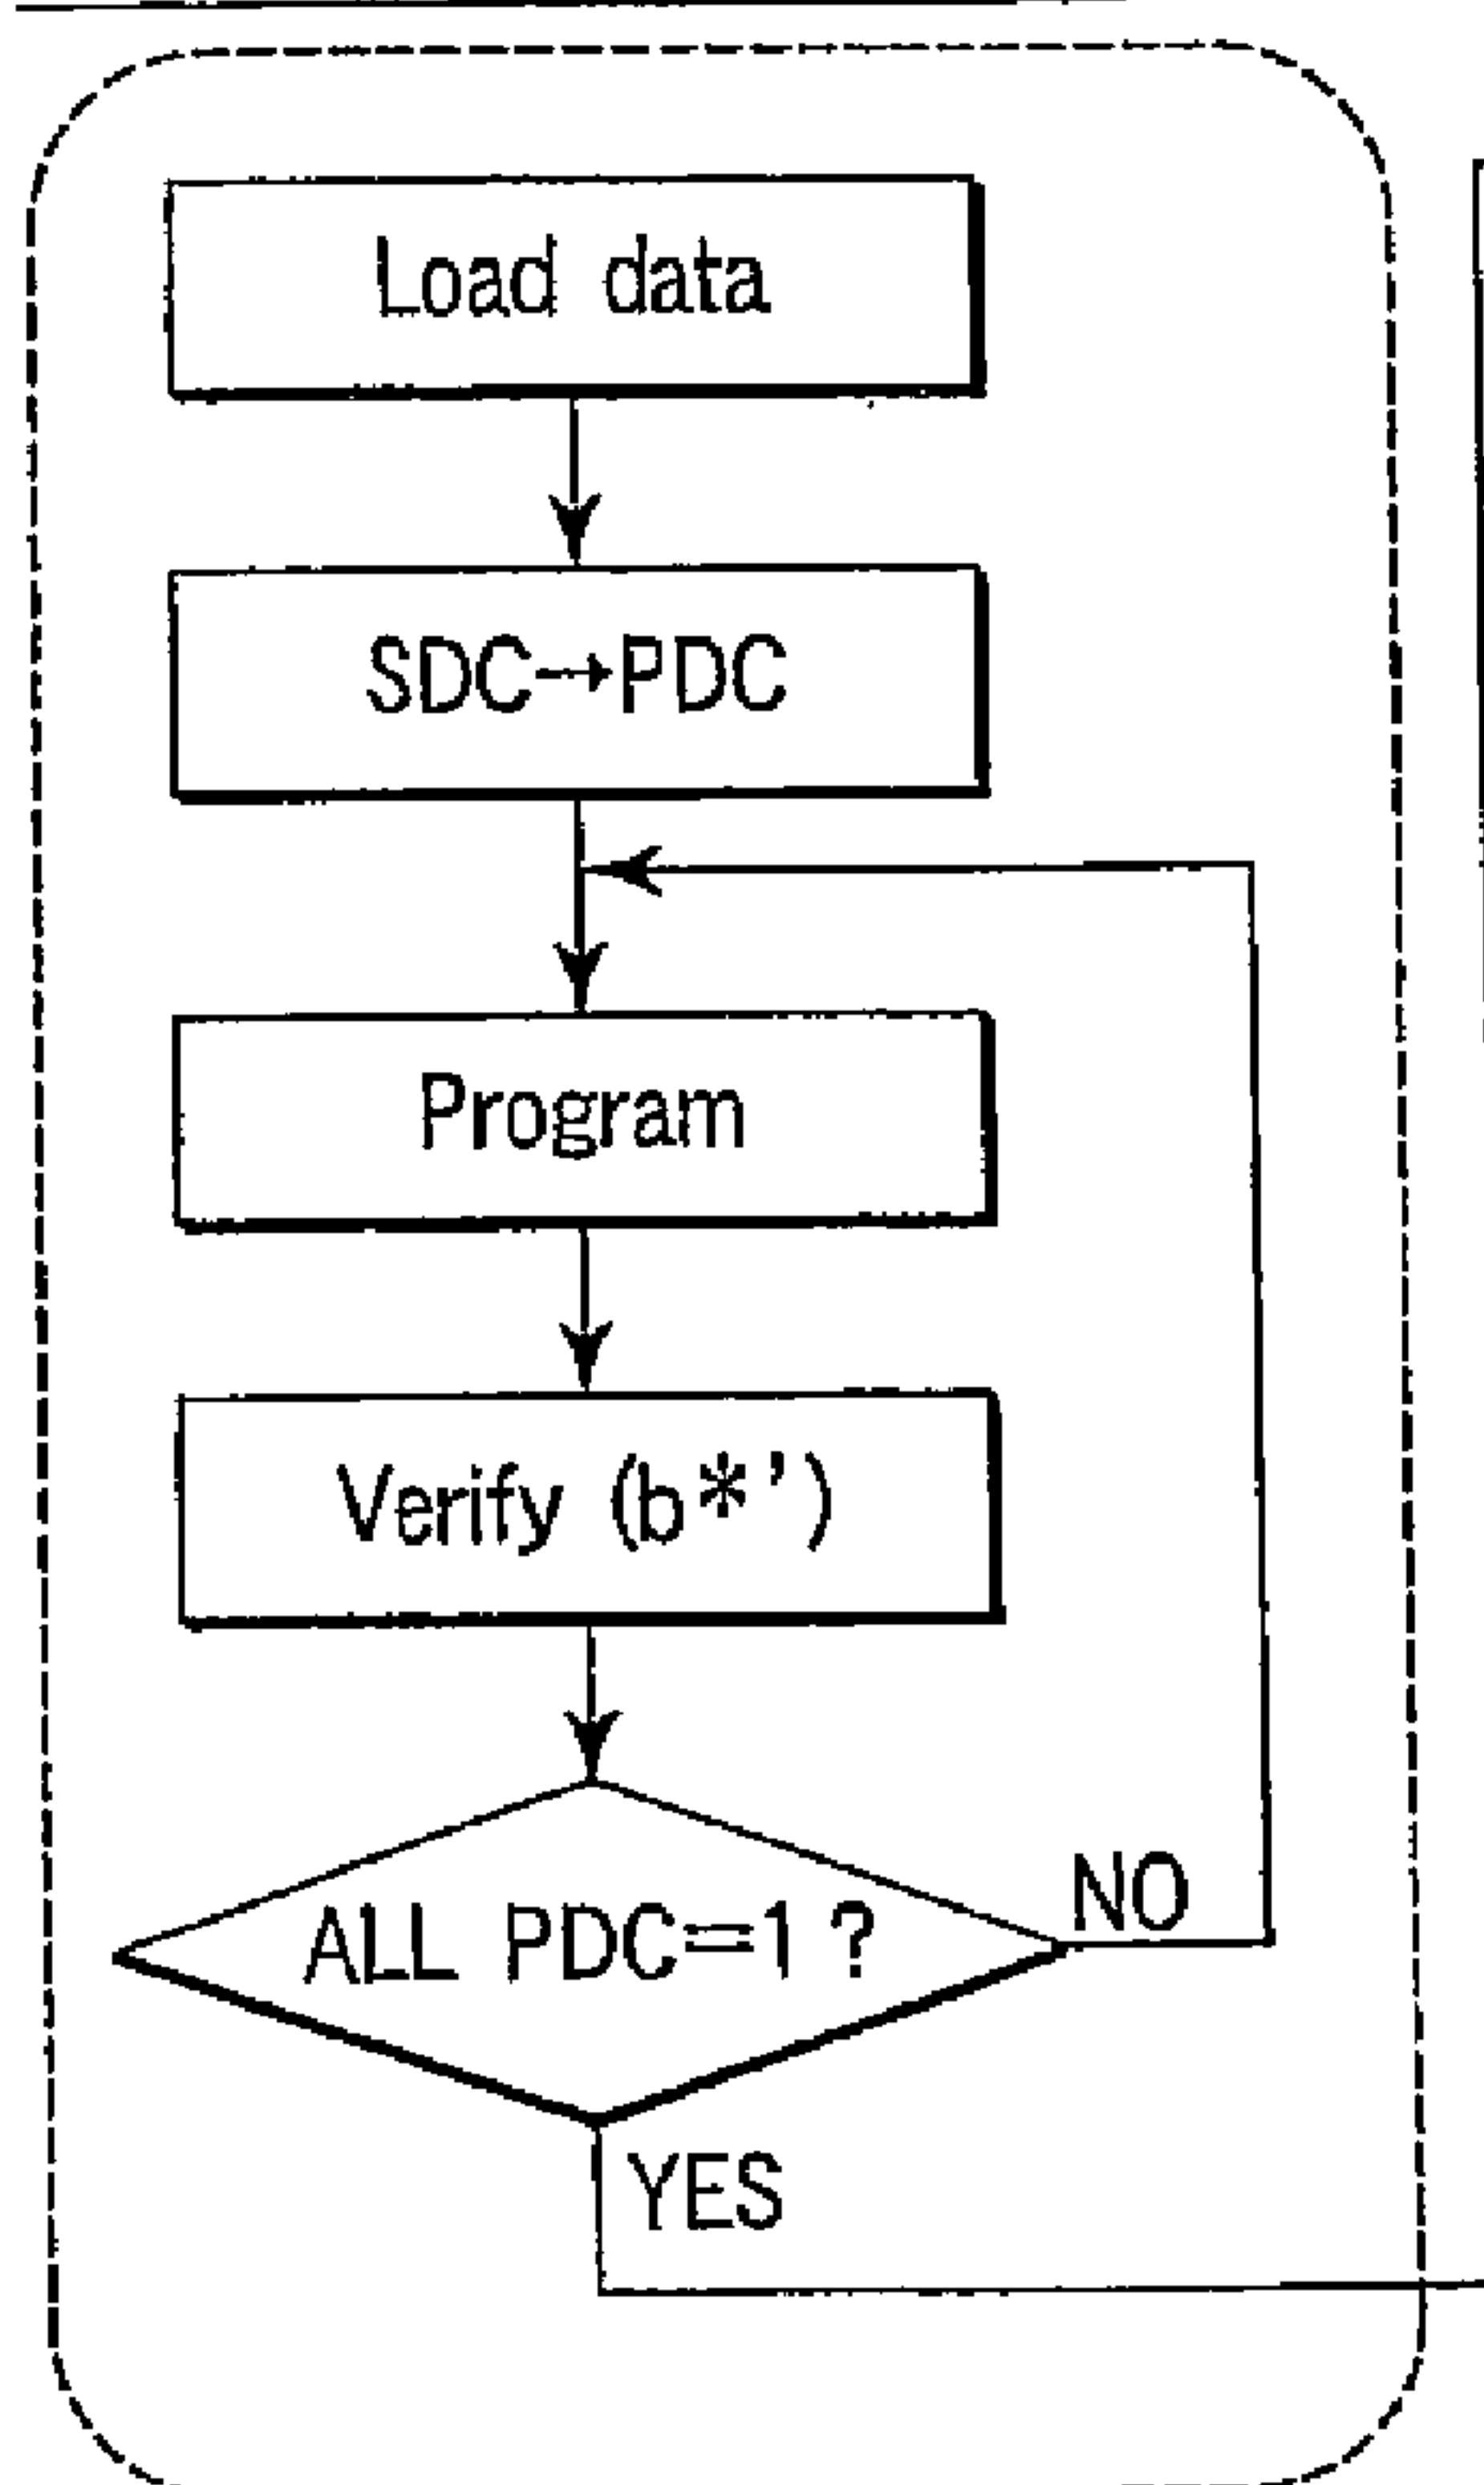 Load data
SDC→PDC
Program
Verify (b*')
ALL PDC=1?
NO
YES